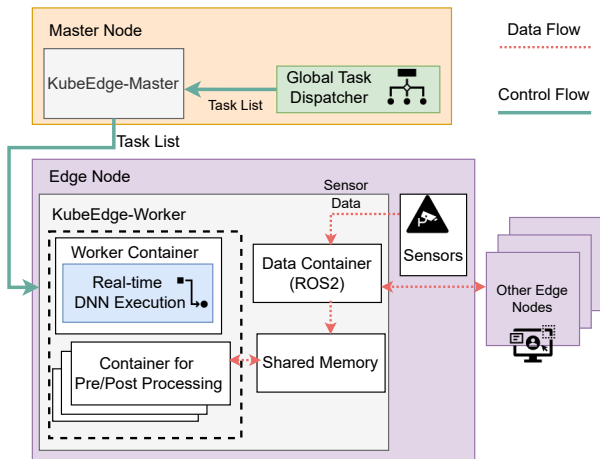 Master Node
KubeEdge-Master
Global Task
Dispatcher
Task List
Data Flow
Control Flow
Task List
Edge Node
KubeEdge-Worker
Sensor
Data
Sensors
Worker Container
Real-time
DNN Execution
Data Container
(ROS2)
Other Edge
Nodes
Container for
Pre/Post Processing
Shared Memory